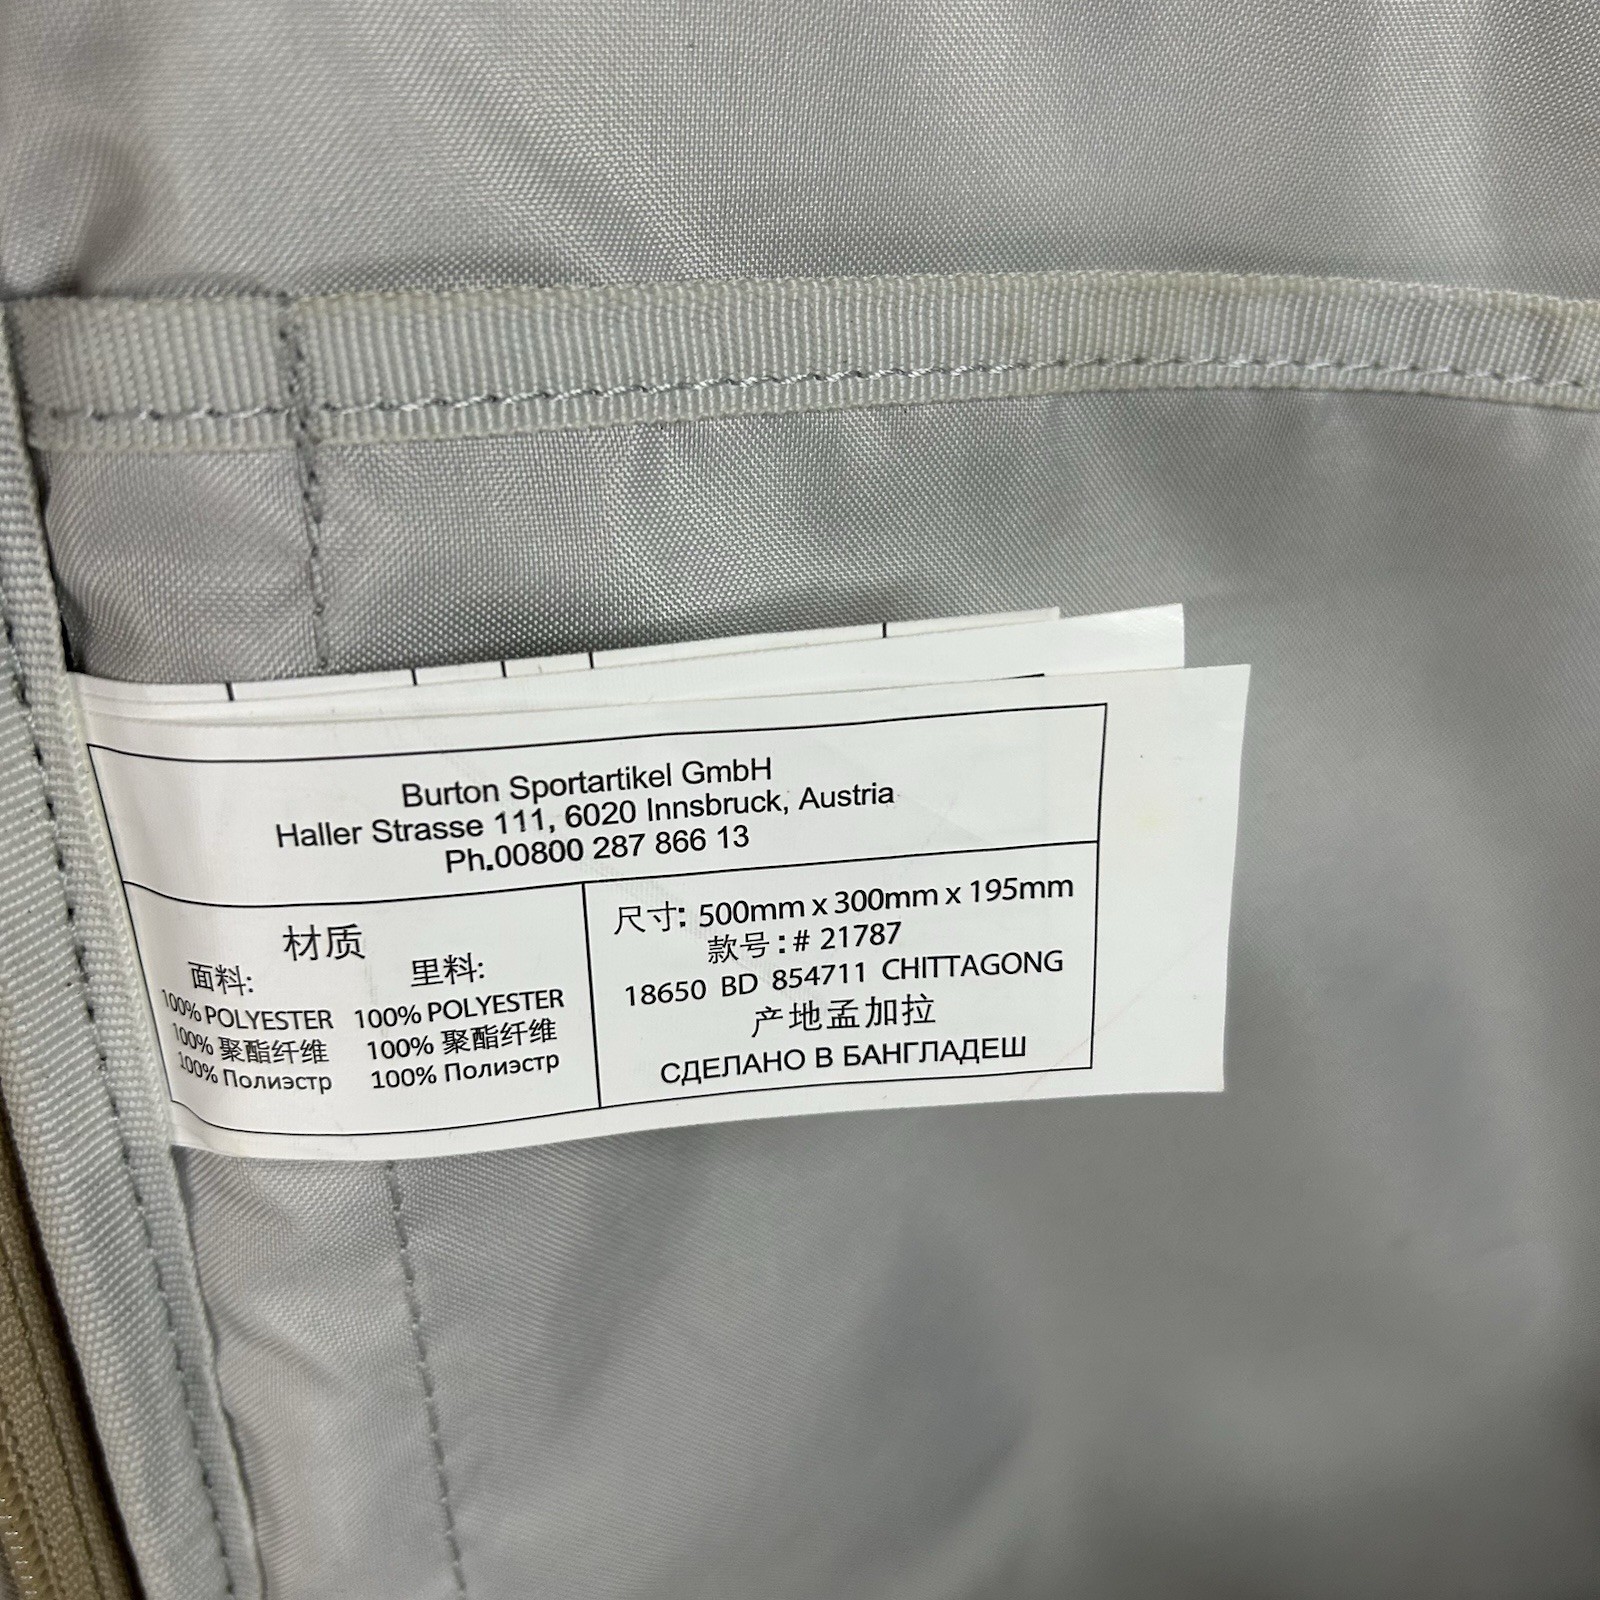 Burton Sportartikel GmbH
Haller Strasse 111, 6020 Innsbruck, Austria
Ph.00800 287 866 13
材质
面料:
100% POLYESTER
100% 聚酯纤维
100% Полиэстр
里料:
100% POLYESTER
100% 聚酯纤维
100% Полиэстр
尺寸: 500mm x 300mm x 195mm
款号:# 21787
18650 BD 854711 CHITTAGONG
产地孟加拉
СДЕЛАНО В БАНГЛАДЕШ